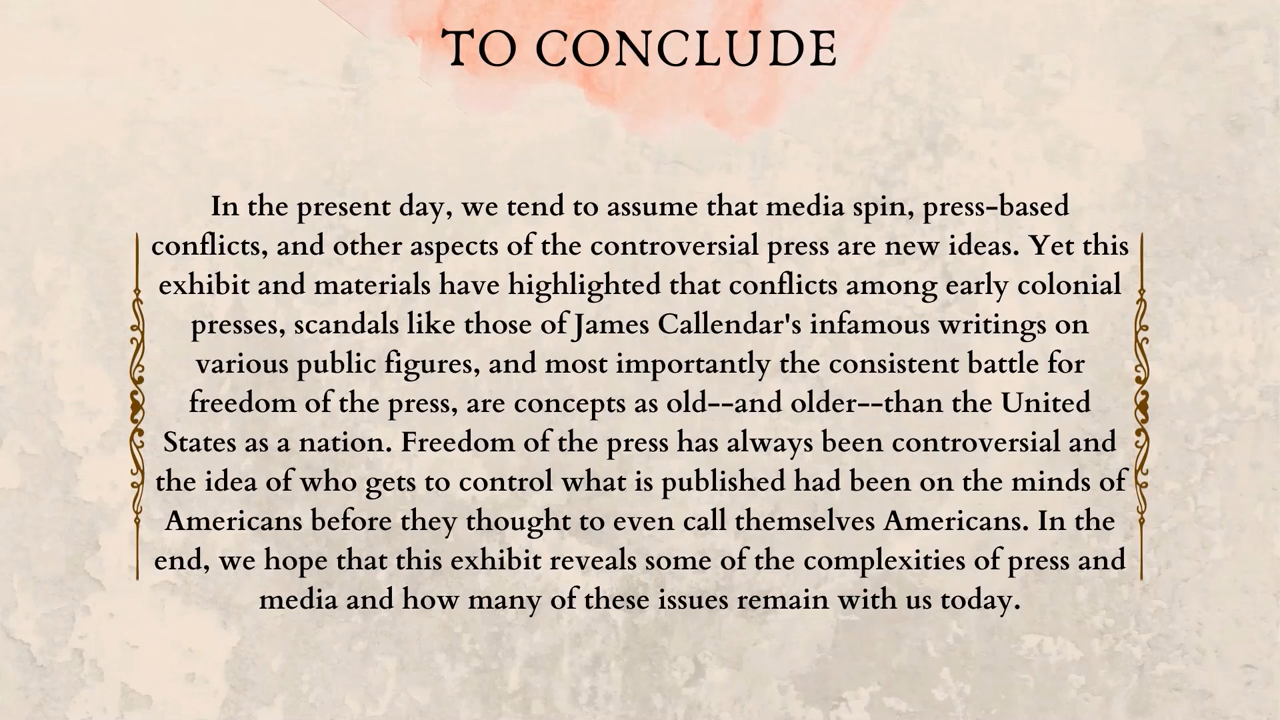 TO CONCLUDE
In the present day, we tend to assume that media spin, press-based
conflicts, and other aspects of the controversial press are new ideas. Yet this
exhibit and materials have highlighted that conflicts among early colonial
presses, scandals like those of James Callendar's infamous writings on
various public figures, and most importantly the consistent battle for
freedom of the press, are concepts as old--and older--than the United
States as a nation. Freedom of the press has always been controversial and
the idea of who gets to control what is published had been on the minds of
Americans before they thought to even call themselves Americans. In the
end, we hope that this exhibit reveals some of the complexities of press and
media and how many of these issues remain with us today.